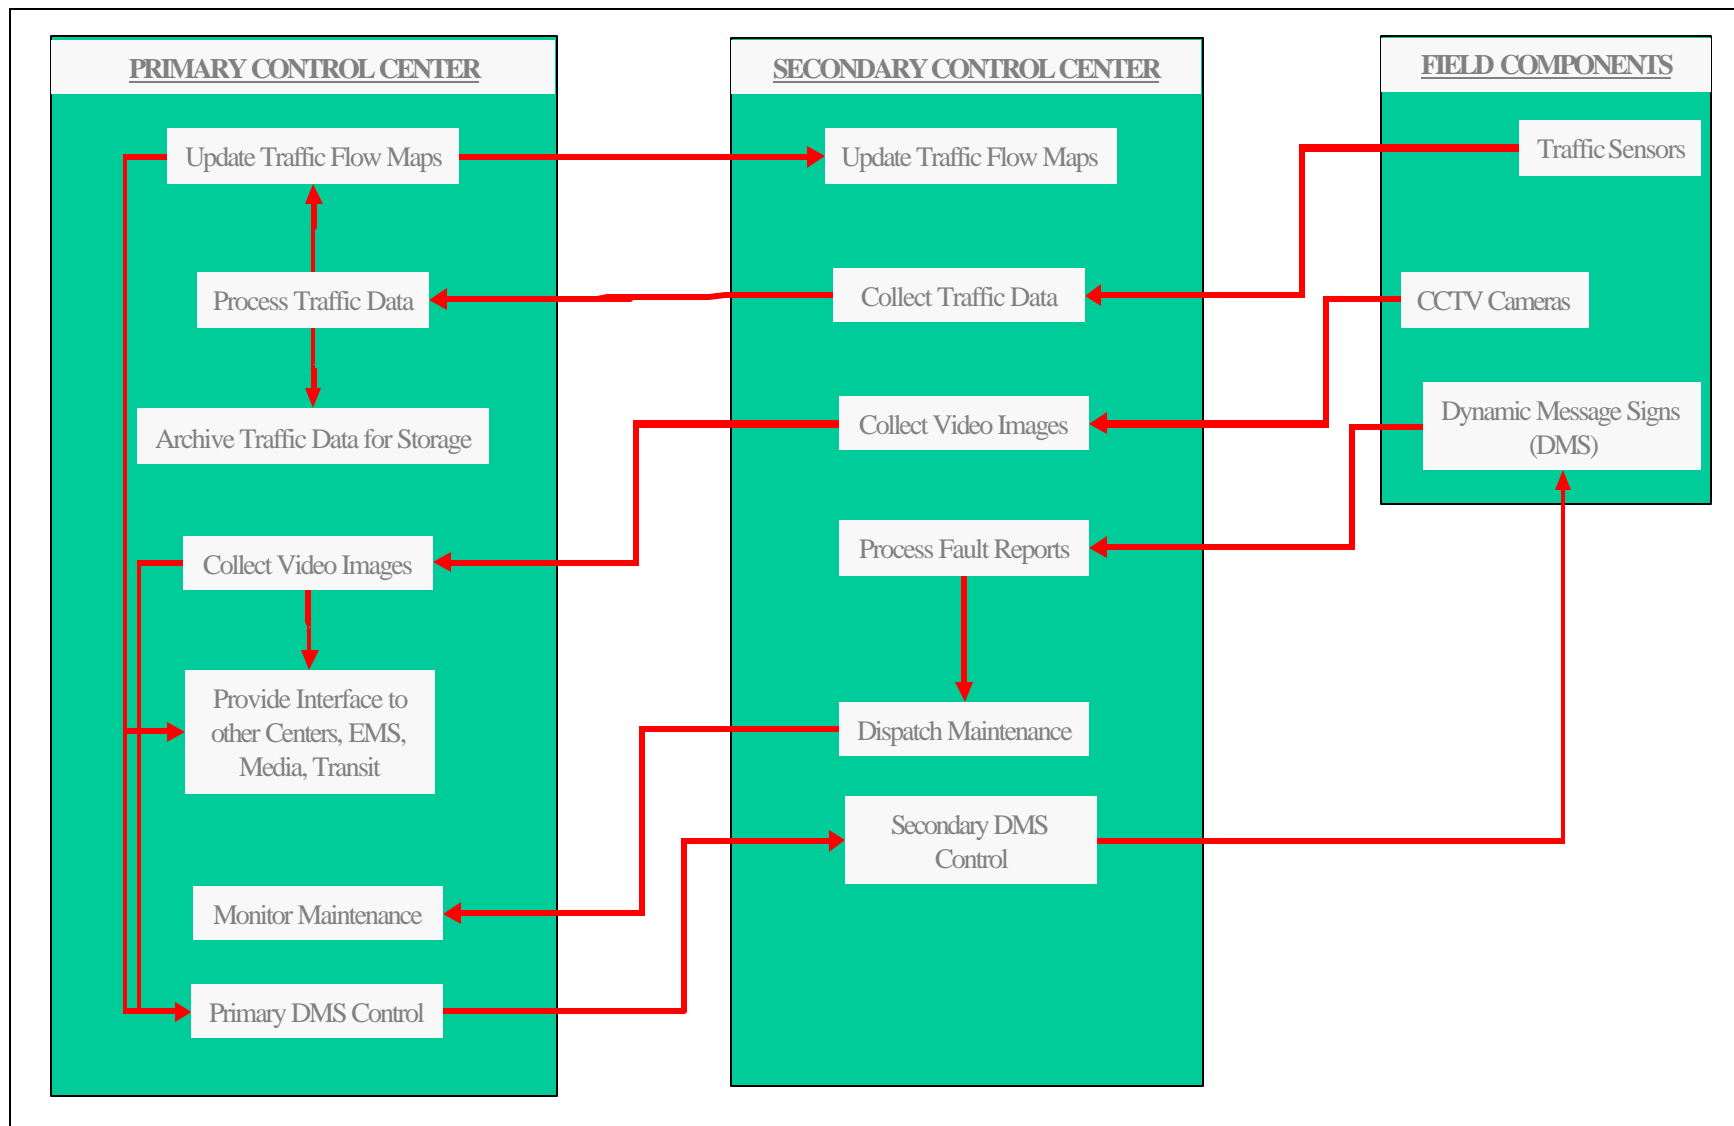 PRIMARY CONTROL CENTER
Update Traffic Flow Maps
Process Traffic Data
Archive Traffic Data for Storage
Collect Video Images
Provide Interface to
other Centers, EMS,
Media, Transit
Monitor Maintenance
Primary DMS Control
SECONDARY CONTROL CENTER
Update Traffic Flow Maps
Collect Traffic Data
Collect Video Images
Process Fault Reports
Dispatch Maintenance
Secondary DMS
Control
FIELD COMPONENTS
Traffic Sensors
CCTV Cameras
Dynamic Message Signs
(DMS)